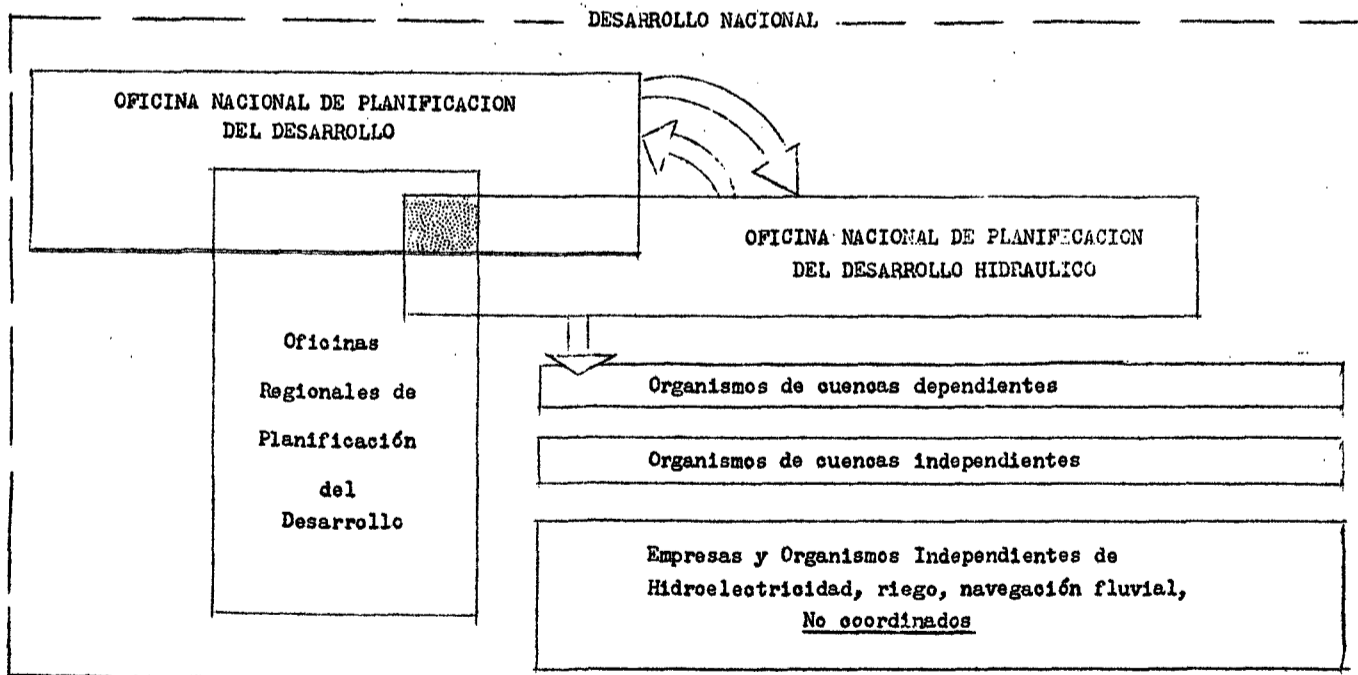 DESARROLLO NACIONAL
OFICINA NACIONAL DE PLANIFICACION
DEL DESARROLLO
OFICINA NACIONAL DE PLANIFICACION
DEL DESARROLLO HIDRAULICO
Oficinas
Regionales de
Planificación
del
Desarrollo
Organismos de cuencas dependientes
Organismos de cuencas independientes
Empresas y Organismos Independientes de
Hidroelectricidad, riego, navegación fluvial,
No coordinados